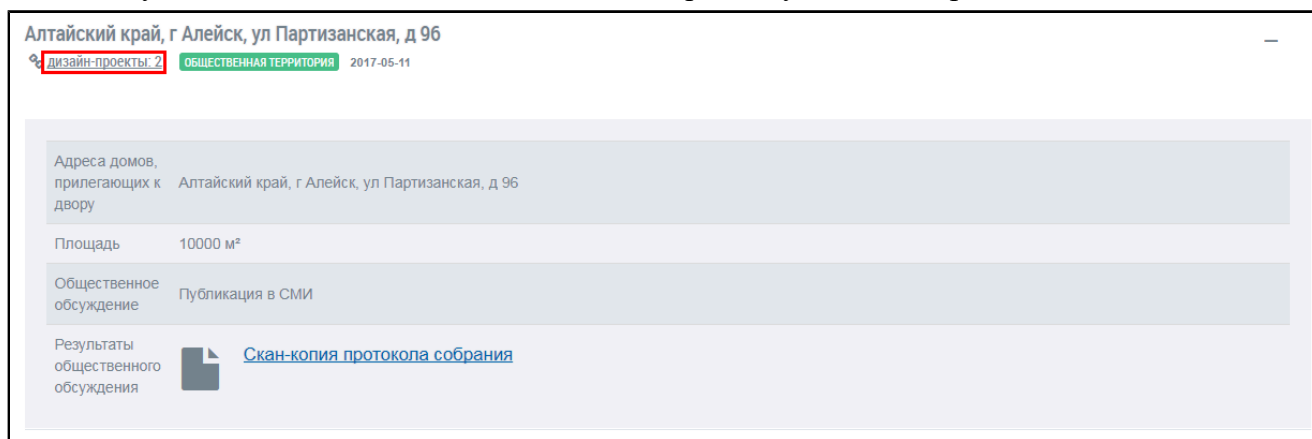 Алтайский край, г Алейск, ул Партизанская, д 96
дизайн-проекты: 2 ОБЩЕСТВЕННАЯ ТЕРРИТОРИЯ 2017-05-11
Адреса домов,
прилегающих к
двору
Алтайский край, г Алейск, ул Партизанская, д 96
Площадь 10000 м²
Общественное
обсуждение
Публикация в СМИ
Результаты
общественного
обсуждения
Скан-копия протокола собрания